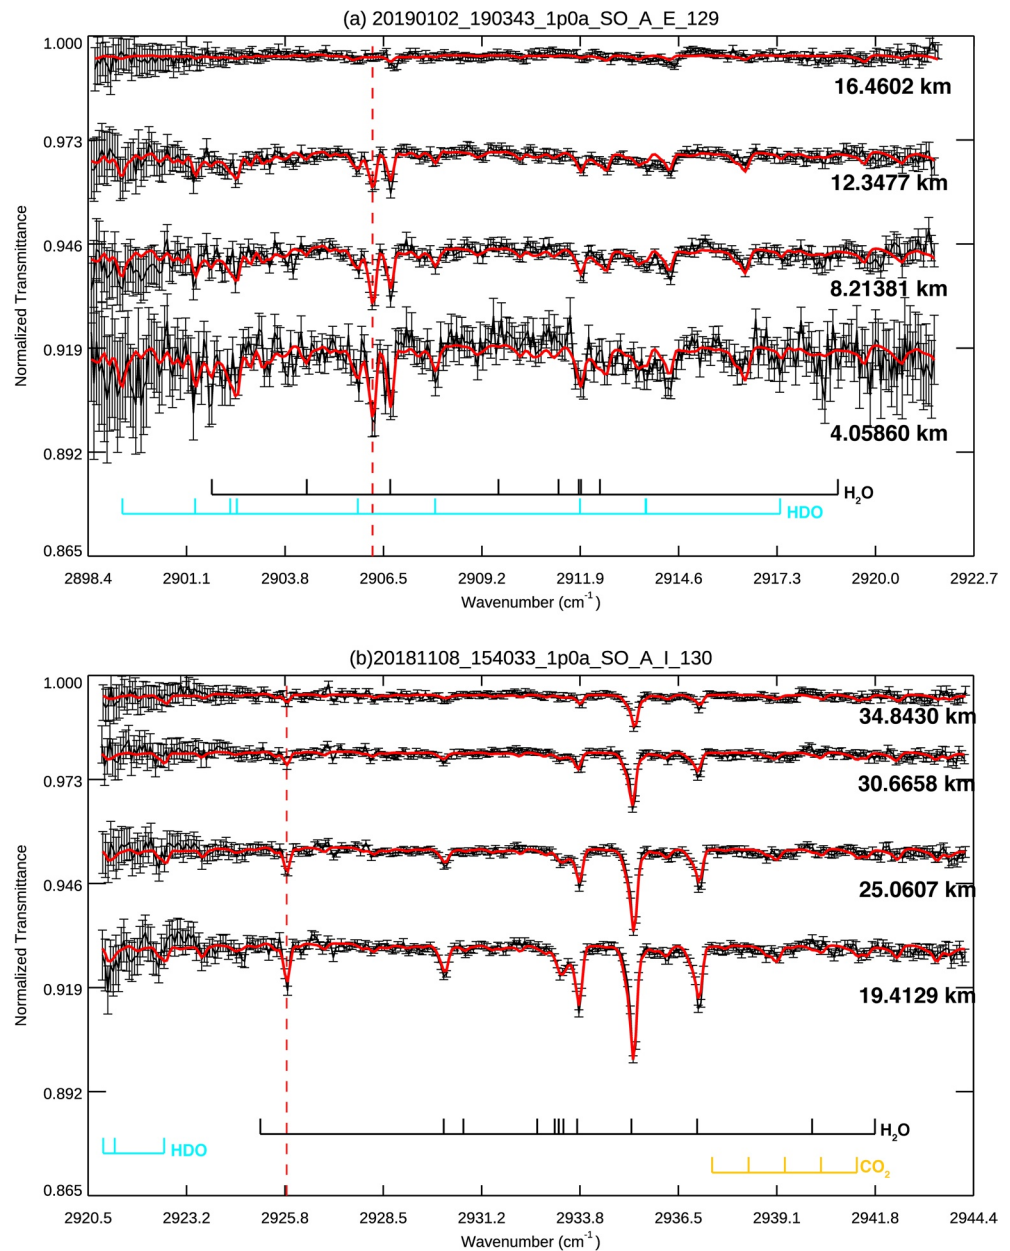 (a) 20190102_190343_1p0a_SO_A_E_129
1.000
16.4602 km
0.973
12.3477 km
0.946
8.21381 km
0.919
4.05860 km
0.892
H2O
HDO
0.865
Normalized Transmittance
2898.4 2901.1 2903.8 2906.5 2909.2 2911.9 2914.6 2917.3 2920.0 2922.7
Wavenumber (cm-1)
(b)20181108_154033_1p0a_SO_A_I_130
1.000
34.8430 km
0.973
30.6658 km
0.946
25.0607 km
0.919
19.4129 km
0.892
H2O
HDO
CO2
0.865
Normalized Transmittance
2920.5 2923.2 2925.8 2928.5 2931.2 2933.8 2936.5 2939.1 2941.8 2944.4
Wavenumber (cm-1)